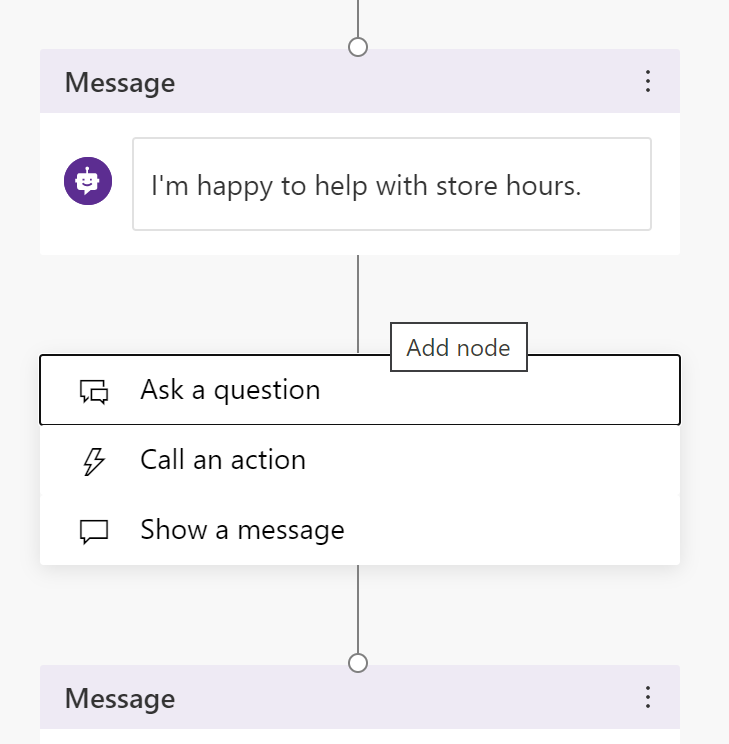 Message
I'm happy to help with store hours.
Add node
Ask a question
Call an action
Show a message
Message